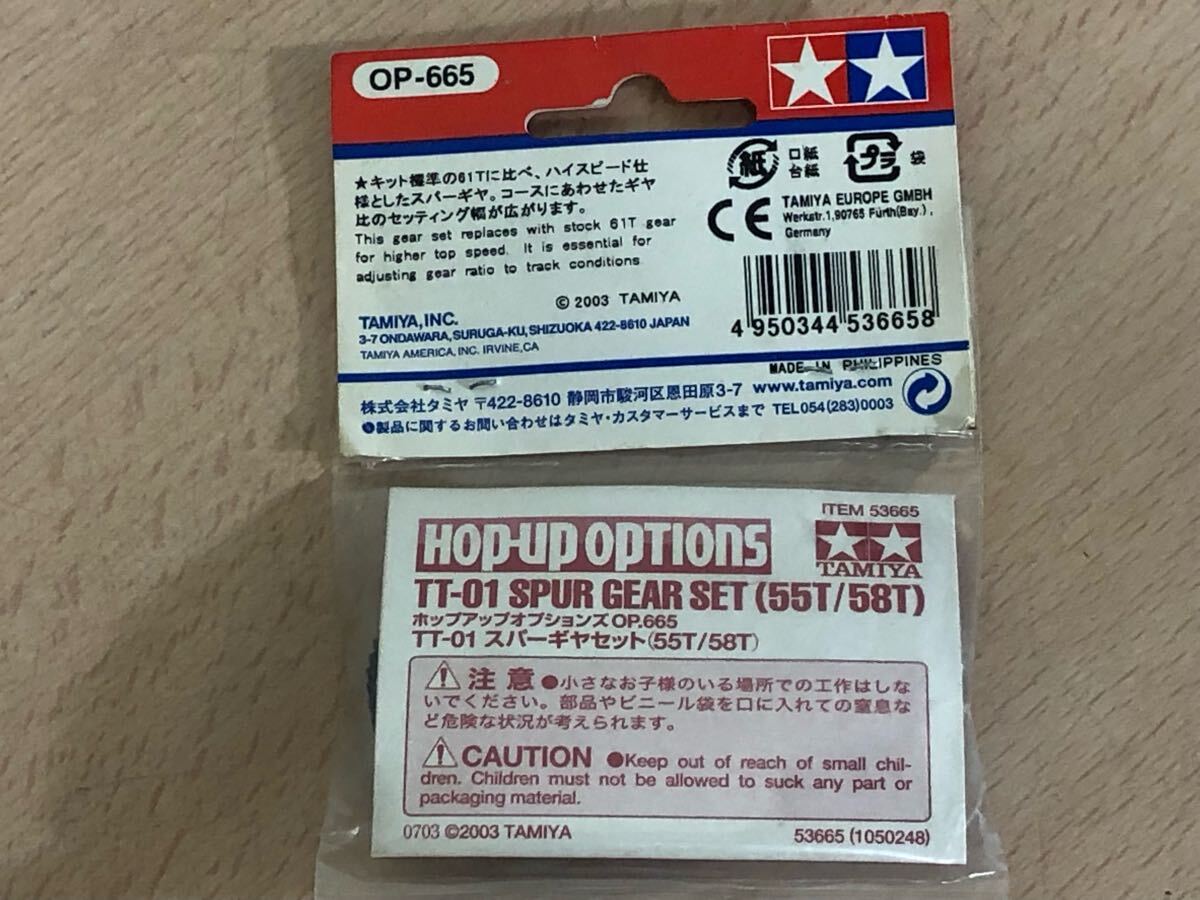 OP-665
★キット標準の61Tに比べ、ハイスピード仕
様としたスパーギヤ。コースにあわせたギヤ
比のセッティング幅が広がります。
This gear set replaces with stock 61T gear
for higher top speed. It is essential for
adjusting gear ratio to track conditions
© 2003 TAMIYA
TAMIYA, INC.
3-7 ONDAWARA, SURUGA-KU, SHIZUOKA 422-8610 JAPAN
TAMIYA AMERICA, INC. IRVINE, CA
紙
口紙
台紙
プラ
袋
CE
TAMIYA EUROPE GMBH
Werkstr.1,90765 Fürth(Bay.),
Germany
4 950344 536658
MADE IN PHILIPPINES
株式会社タミヤ 〒422-8610 静岡市駿河区恩田原3-7 www.tamiya.com
●製品に関するお問い合わせはタミヤ・カスタマーサービスまで TEL054(283)0003
ITEM 53665
HOP-UP OPTIONS
TAMIYA
TT-01 SPUR GEAR SET (55T/58T)
ホップアップオプションズ OP.665
TT-01 スパーギヤセット(55T/58T)
注意 ●小さなお子様のいる場所での工作はしな
いでください。部品やビニール袋を口に入れての窒息な
ど危険な状況が考えられます。
CAUTION ●Keep out of reach of small chil-
dren. Children must not be allowed to suck any part or
packaging material.
0703 ©2003 TAMIYA
53665 (1050248)